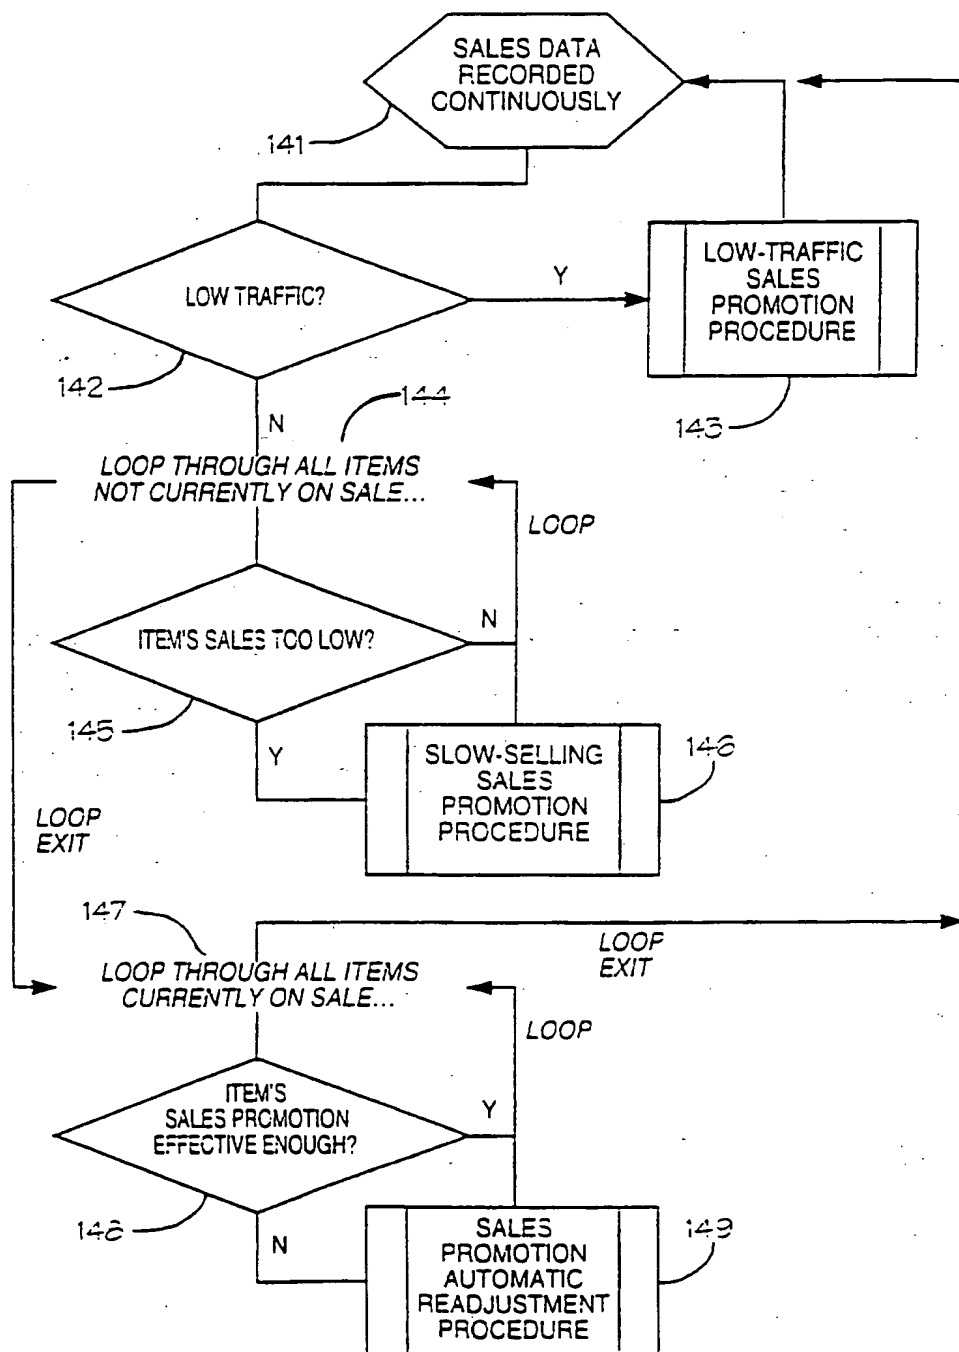 SALES DATA
RECORDED
CONTINUOUSLY
141
LOW TRAFFIC?
Y
LOW-TRAFFIC
SALES
PROMOTION
PROCEDURE
142
143
N
144
LOOP THROUGH ALL ITEMS
NOT CURRENTLY ON SALE...
LOOP
ITEM'S SALES TOO LOW?
N
145
Y
SLOW-SELLING
SALES
PROMOTION
PROCEDURE
146
LOOP
EXIT
147
LOOP THROUGH ALL ITEMS
CURRENTLY ON SALE...
LOOP
EXIT
LOOP
ITEM'S
SALES PROMOTION
EFFECTIVE ENOUGH?
Y
148
N
SALES
PROMOTION
AUTOMATIC
READJUSTMENT
PROCEDURE
149